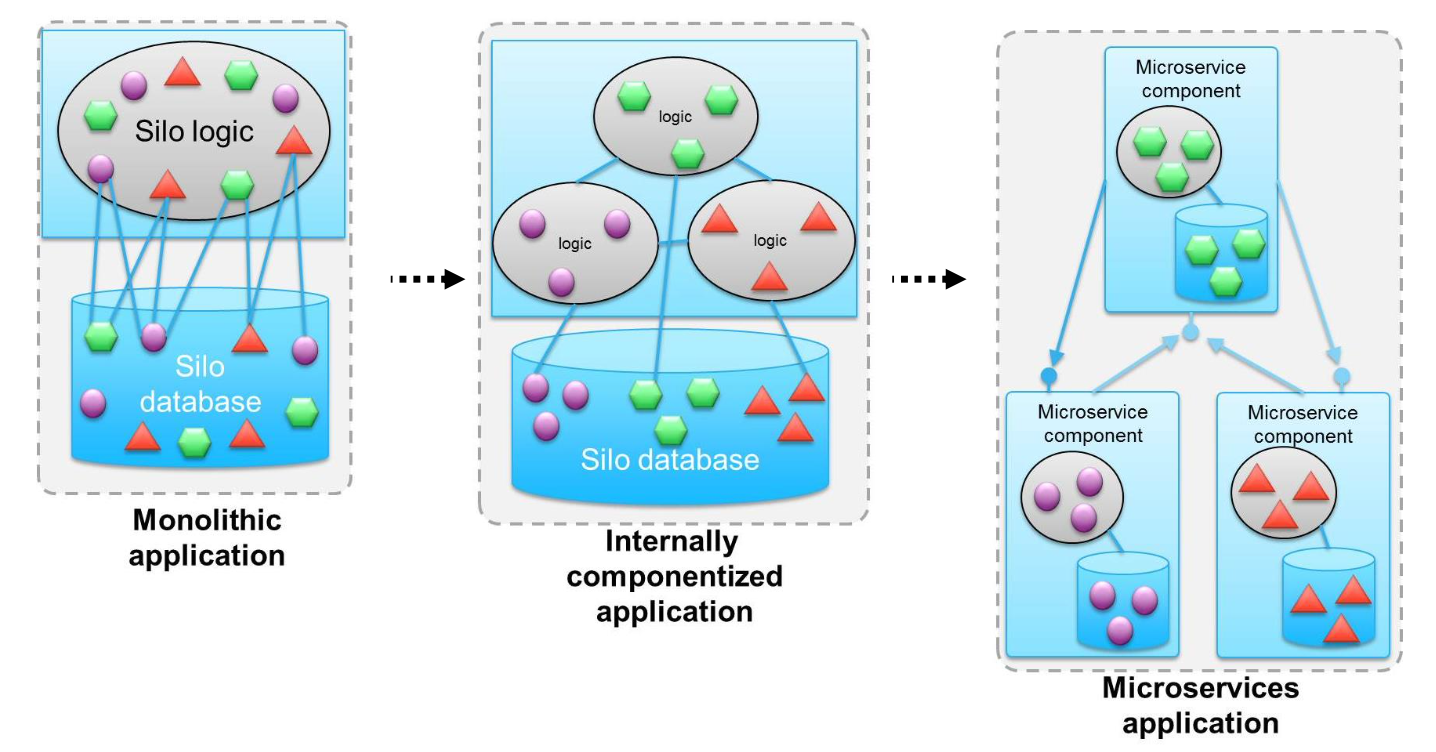 Silo logic
Silo
database
Monolithic
application
logic
logic
logic
Silo database
Internally
componentized
application
Microservice
component
Microservice
component
Microservice
component
Microservices
application